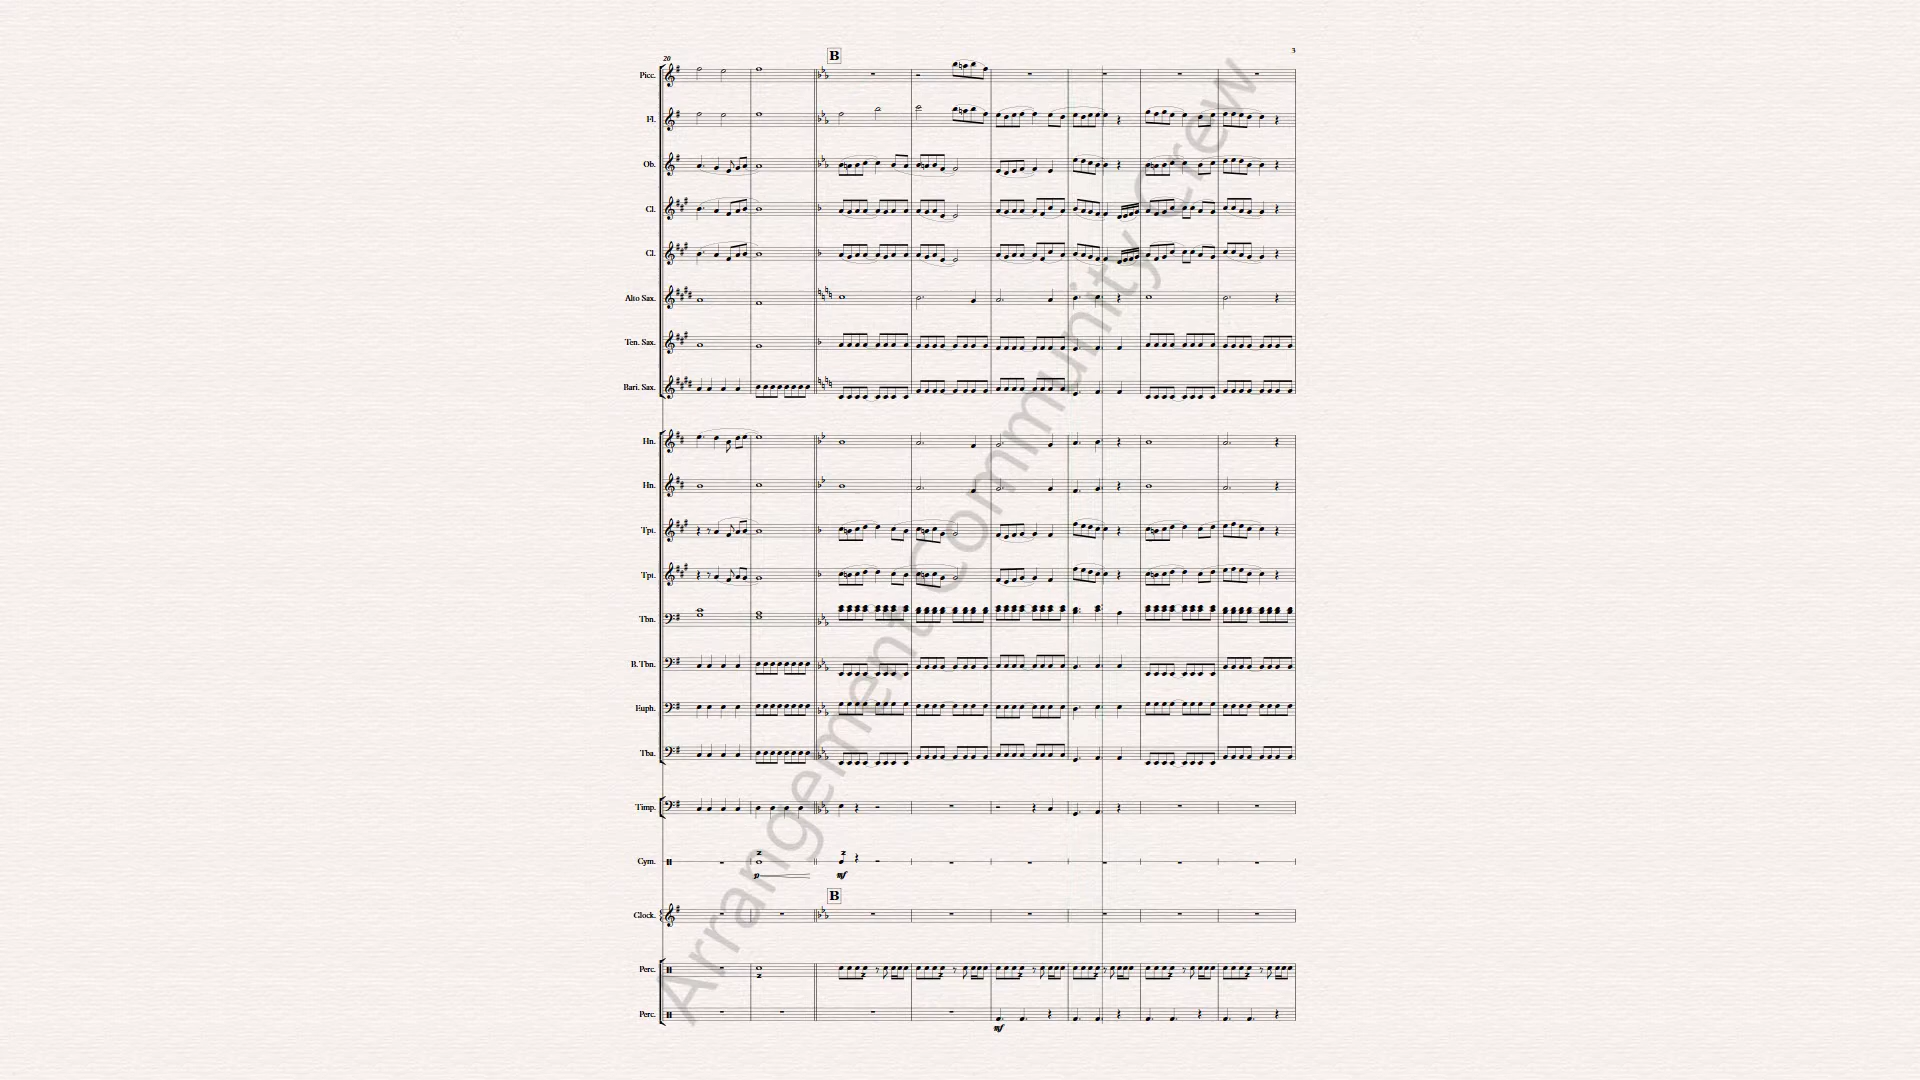 3
B
20
Picc.
Fl.
Ob.
Cl.
Cl.
Alto Sax.
Ten. Sax.
Bari. Sax.
Hn.
Hn.
Tpt.
Tpt.
Tbn.
B. Tbn.
Euph.
Tba.
Timp.
Cym.
p
mf
B
Glock.
Perc.
Perc.
mf
Arrangement Community Crew